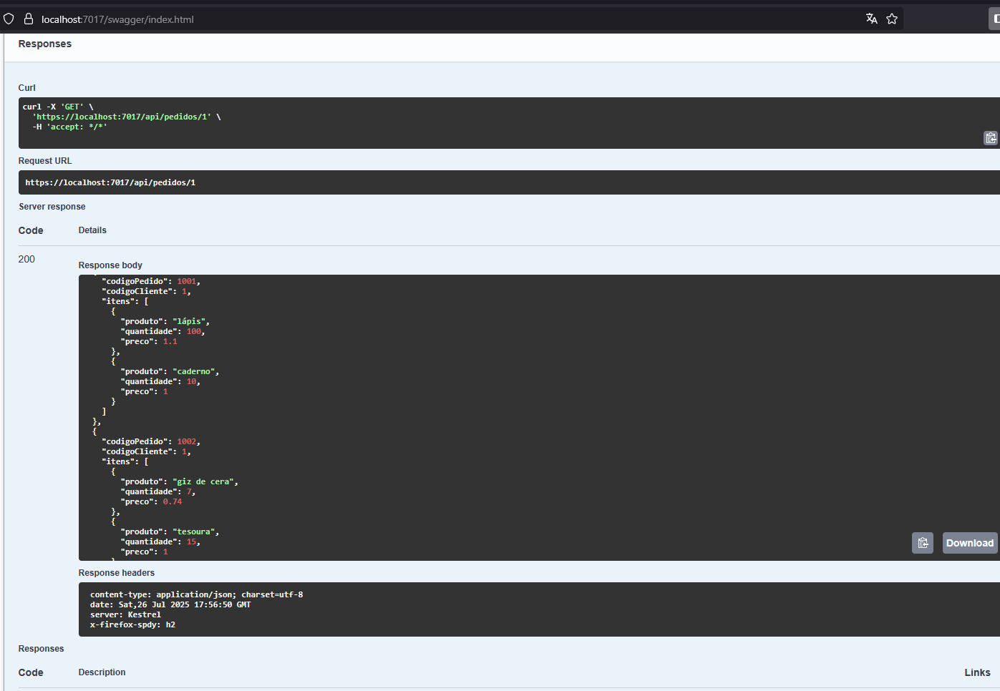 localhost:7017/swagger/index.html
Responses
Curl
curl -X 'GET' \
  'https://localhost:7017/api/pedidos/1' \
  -H 'accept: */*'
Request URL
https://localhost:7017/api/pedidos/1
Server response
Code Details
200
Response body
    "codigoPedido": 1001,
    "codigoCliente": 1,
    "itens": [
      {
        "produto": "lápis",
        "quantidade": 100,
        "preco": 1.1
      },
      {
        "produto": "caderno",
        "quantidade": 10,
        "preco": 1
      }
    ]
  },
  {
    "codigoPedido": 1002,
    "codigoCliente": 1,
    "itens": [
      {
        "produto": "giz de cera",
        "quantidade": 7,
        "preco": 0.74
      },
      {
        "produto": "tesoura",
        "quantidade": 15,
        "preco": 1
Download
Response headers
content-type: application/json; charset=utf-8
date: Sat,26 Jul 2025 17:56:50 GMT
server: Kestrel
x-firefox-spdy: h2
Responses
Code Description Links